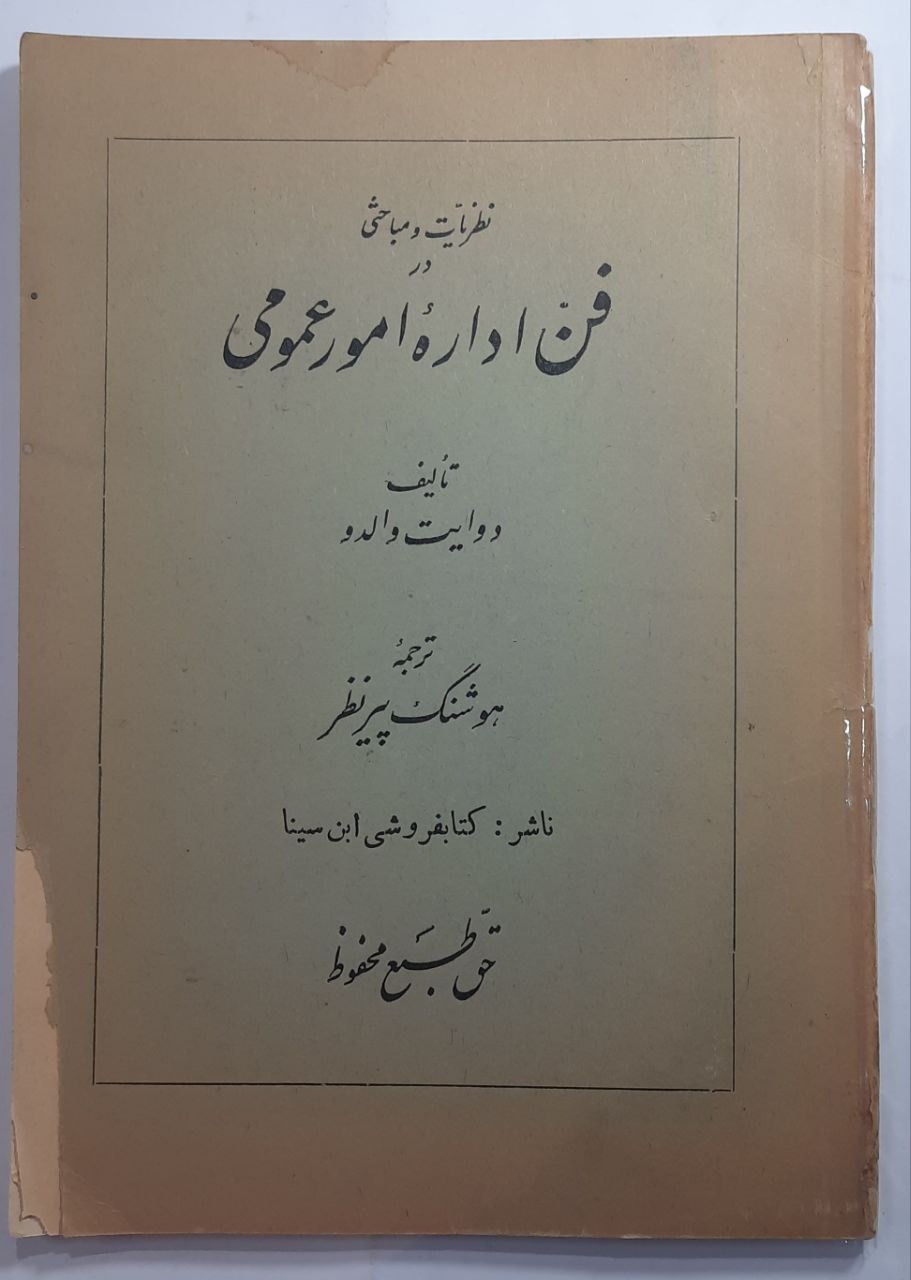 نظریات و مباحثی
در
فنّ ادارهٔ امور عمومی
تألیف
دوایت والدو
ترجمهٔ
هوشنگ پیرنظر
ناشر : کتابفروشی ابن سینا
حقّ طبع محفوظ